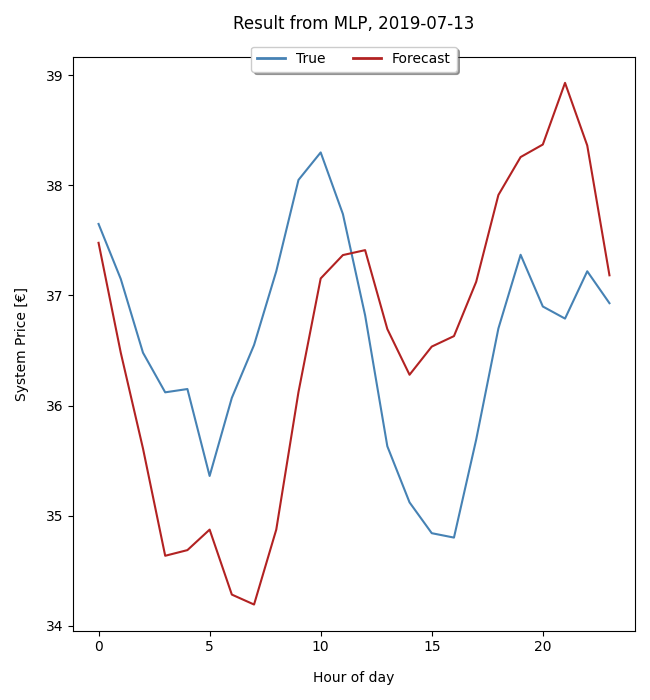 Result from MLP, 2019-07-13
True Forecast
39
38
37
36
35
34
System Price [€]
0 5 10 15 20
Hour of day